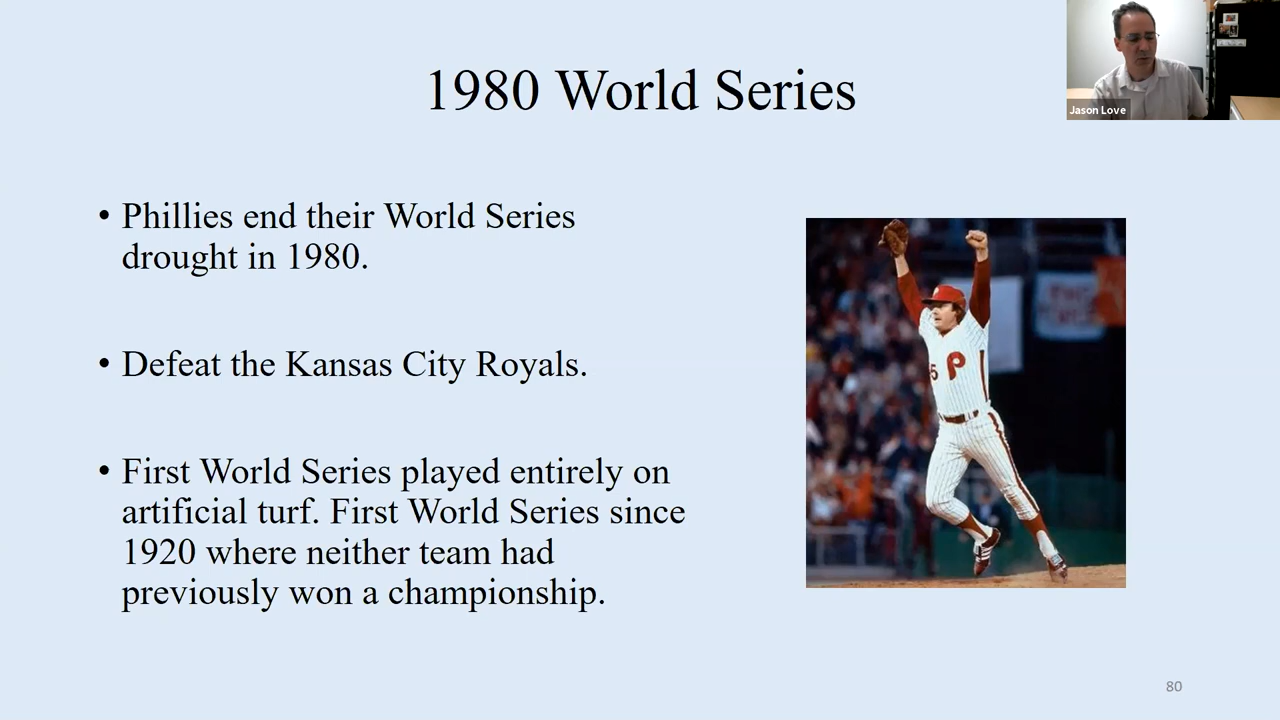 1980 World Series
Jason Love
• Phillies end their World Series
drought in 1980.
• Defeat the Kansas City Royals.
• First World Series played entirely on
artificial turf. First World Series since
1920 where neither team had
previously won a championship.
5 P
80